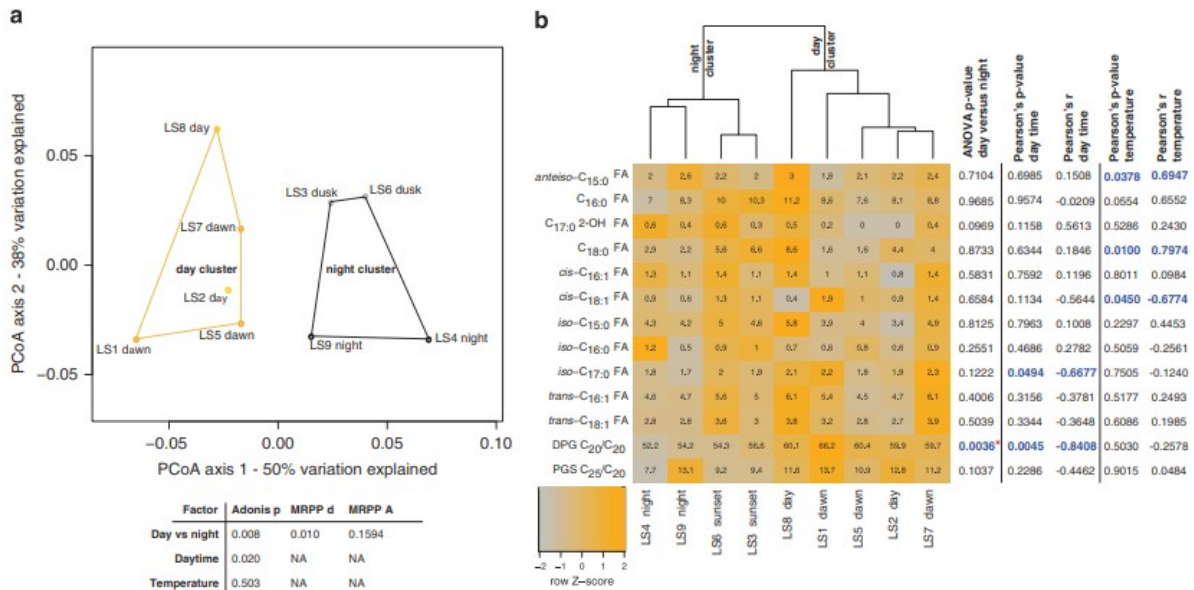 a
PCoA axis 2 - 38% variation explained
0.05
0.00
−0.05
LS8 day
LS3 dusk
LS6 dusk
LS7 dawn
day cluster
night cluster
LS2 day
LS1 dawn
LS5 dawn
LS9 night
LS4 night
−0.05
0.00
0.05
0.10
PCoA axis 1 - 50% variation explained
Factor Adonis p MRPP d MRPP A
Day vs night 0.008 0.010 0.1594
Daytime 0.020 NA NA
Temperature 0.503 NA NA
b
night cluster
day cluster
ANOVA p-value day versus night
Pearson's p-value day time
Pearson's r day time
Pearson's p-value temperature
Pearson's r temperature
anteiso−C15:0 FA 2 2,6 2,2 2 3 1,8 2,1 2,2 2,4 0.7104 0.6985 0.1508 0.0378 0.6947
C16:0 FA 7 8,3 10 10,3 11,2 8,6 7,6 8,1 8,6 0.9685 0.9574 -0.0209 0.0554 0.6552
C17:0 2-OH FA 0,6 0,4 0,6 0,3 0,5 0,2 0 0 0,4 0.0969 0.1158 0.5613 0.5286 0.2430
C18:0 FA 2,9 2,2 5,6 6,6 8,6 1,6 1,6 4,4 4 0.8733 0.6344 0.1846 0.0100 0.7974
cis−C16:1 FA 1,3 1,1 1,4 1,1 1,4 1 1,1 0,8 1,4 0.5831 0.7592 0.1196 0.8011 0.0984
cis−C18:1 FA 0,9 0,6 1,3 1,1 0,4 1,9 1 0,9 1,4 0.6584 0.1134 -0.5644 0.0450 -0.6774
iso−C15:0 FA 4,3 4,2 5 4,6 5,8 3,9 4 3,4 4,9 0.8125 0.7963 0.1008 0.2297 0.4453
iso−C16:0 FA 1,2 0,5 0,9 1 0,7 0,6 0,8 0,6 0,9 0.2551 0.4686 0.2782 0.5059 -0.2561
iso−C17:0 FA 1,8 1,7 2 1,9 2,1 2,2 1,8 1,9 2,3 0.1222 0.0494 -0.6677 0.7505 -0.1240
trans−C16:1 FA 4,6 4,7 5,6 5 6,1 5,4 4,5 4,7 6,1 0.4006 0.3156 -0.3781 0.5177 0.2493
trans−C18:1 FA 2,8 2,8 3,6 3 3,8 3,2 2,8 2,7 3,9 0.5039 0.3344 -0.3648 0.6086 0.1985
DPG C20/C20 52,2 54,2 54,3 56,6 60,1 66,2 60,4 59,9 59,7 0.0036* 0.0045 -0.8408 0.5030 -0.2578
PGS C25/C20 7,7 13,1 9,2 9,4 11,6 13,7 10,9 12,8 11,2 0.1037 0.2286 -0.4462 0.9015 0.0484
LS4 night
LS9 night
LS6 sunset
LS3 sunset
LS8 day
LS1 dawn
LS5 dawn
LS2 day
LS7 dawn
−2 −1 0 1 2
row Z−score